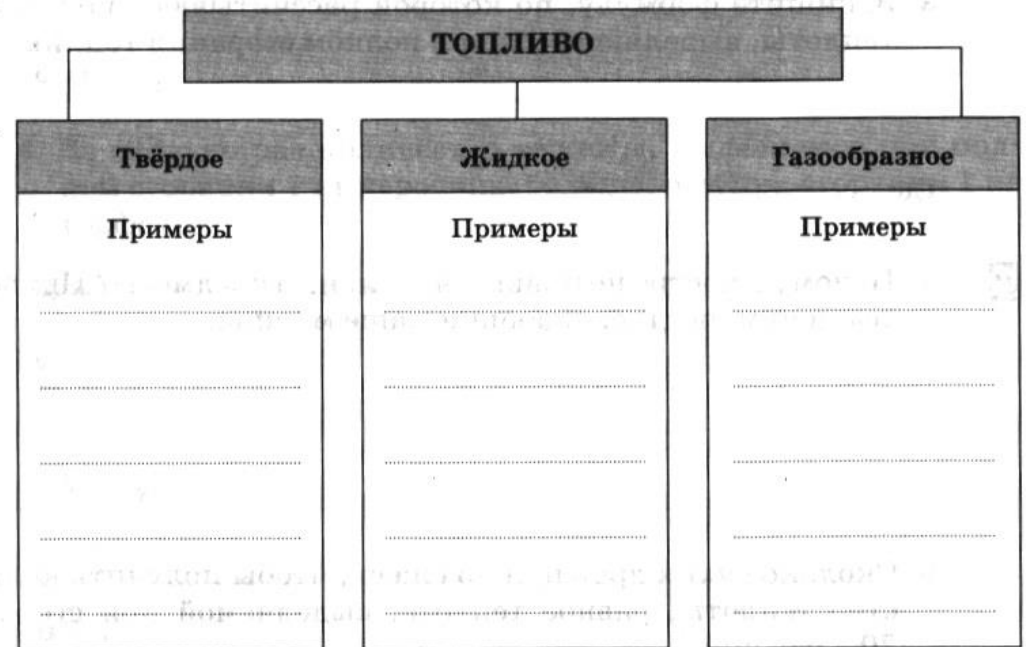 ТОПЛИВО
Твёрдое
Жидкое
Газообразное
Примеры
Примеры
Примеры